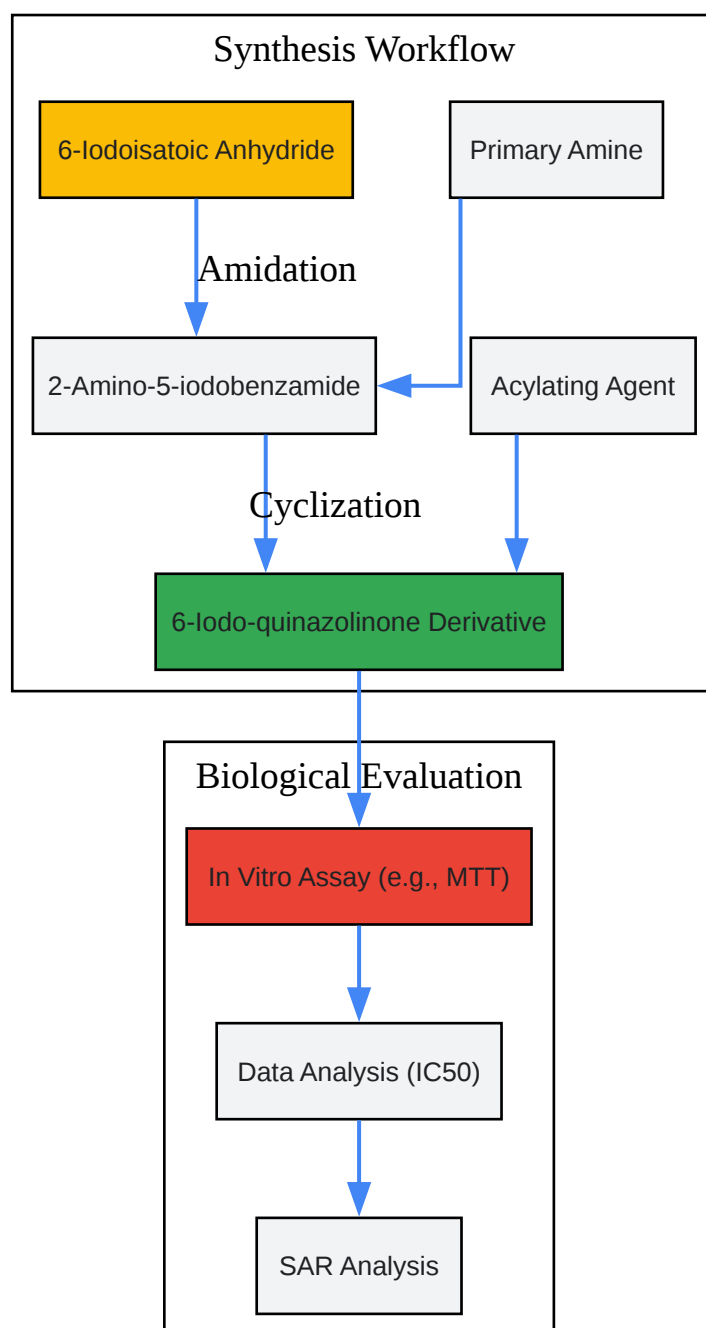 Synthesis Workflow
6-Iodoisatoic Anhydride
Primary Amine
Amidation
2-Amino-5-iodobenzamide
Acylating Agent
Cyclization
6-Iodo-quinazolinone Derivative
Biological Evaluation
In Vitro Assay (e.g., MTT)
Data Analysis (IC50)
SAR Analysis